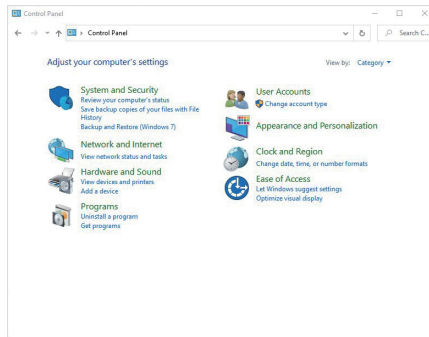 Control Panel
Control Panel
Search C...
Adjust your computer's settings
View by: Category
System and Security
Review your computer's status
Save backup copies of your files with File
History
Backup and Restore (Windows 7)
Network and Internet
View network status and tasks
Hardware and Sound
View devices and printers
Add a device
Programs
Uninstall a program
Get programs
User Accounts
Change account type
Appearance and Personalization
Clock and Region
Change date, time, or number formats
Ease of Access
Let Windows suggest settings
Optimize visual display